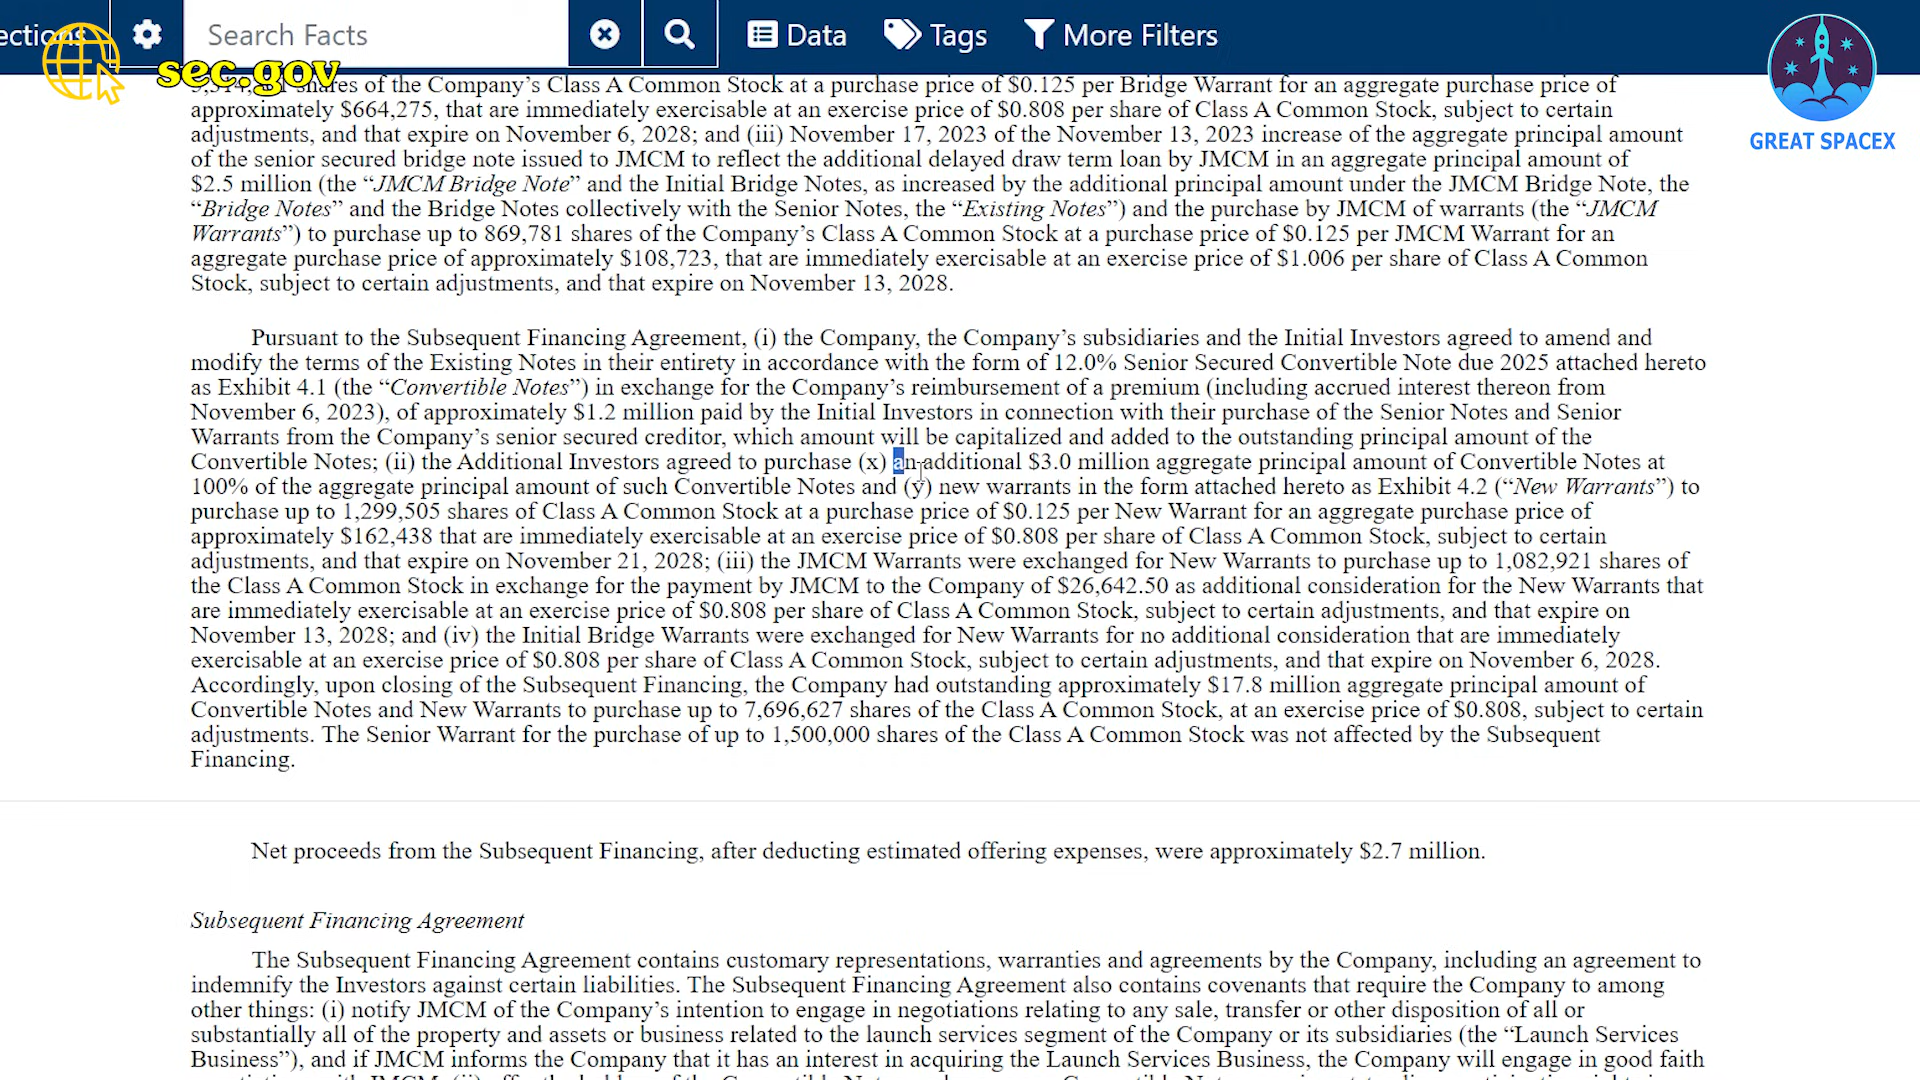 Search Facts
Data
Tags
More Filters
sec.gov
GREAT SPACEX
shares of the Company’s Class A Common Stock at a purchase price of $0.125 per Bridge Warrant for an aggregate purchase price of
approximately $664,275, that are immediately exercisable at an exercise price of $0.808 per share of Class A Common Stock, subject to certain
adjustments, and that expire on November 6, 2028; and (iii) November 17, 2023 of the November 13, 2023 increase of the aggregate principal amount
of the senior secured bridge note issued to JMCM to reflect the additional delayed draw term loan by JMCM in an aggregate principal amount of
$2.5 million (the “JMCM Bridge Note” and the Initial Bridge Notes, as increased by the additional principal amount under the JMCM Bridge Note, the
“Bridge Notes” and the Bridge Notes collectively with the Senior Notes, the “Existing Notes”) and the purchase by JMCM of warrants (the “JMCM
Warrants”) to purchase up to 869,781 shares of the Company’s Class A Common Stock at a purchase price of $0.125 per JMCM Warrant for an
aggregate purchase price of approximately $108,723, that are immediately exercisable at an exercise price of $1.006 per share of Class A Common
Stock, subject to certain adjustments, and that expire on November 13, 2028.
Pursuant to the Subsequent Financing Agreement, (i) the Company, the Company’s subsidiaries and the Initial Investors agreed to amend and
modify the terms of the Existing Notes in their entirety in accordance with the form of 12.0% Senior Secured Convertible Note due 2025 attached hereto
as Exhibit 4.1 (the “Convertible Notes”) in exchange for the Company’s reimbursement of a premium (including accrued interest thereon from
November 6, 2023), of approximately $1.2 million paid by the Initial Investors in connection with their purchase of the Senior Notes and Senior
Warrants from the Company’s senior secured creditor, which amount will be capitalized and added to the outstanding principal amount of the
Convertible Notes; (ii) the Additional Investors agreed to purchase (x) an additional $3.0 million aggregate principal amount of Convertible Notes at
100% of the aggregate principal amount of such Convertible Notes and (y) new warrants in the form attached hereto as Exhibit 4.2 (“New Warrants”) to
purchase up to 1,299,505 shares of Class A Common Stock at a purchase price of $0.125 per New Warrant for an aggregate purchase price of
approximately $162,438 that are immediately exercisable at an exercise price of $0.808 per share of Class A Common Stock, subject to certain
adjustments, and that expire on November 21, 2028; (iii) the JMCM Warrants were exchanged for New Warrants to purchase up to 1,082,921 shares of
the Class A Common Stock in exchange for the payment by JMCM to the Company of $26,642.50 as additional consideration for the New Warrants that
are immediately exercisable at an exercise price of $0.808 per share of Class A Common Stock, subject to certain adjustments, and that expire on
November 13, 2028; and (iv) the Initial Bridge Warrants were exchanged for New Warrants for no additional consideration that are immediately
exercisable at an exercise price of $0.808 per share of Class A Common Stock, subject to certain adjustments, and that expire on November 6, 2028.
Accordingly, upon closing of the Subsequent Financing, the Company had outstanding approximately $17.8 million aggregate principal amount of
Convertible Notes and New Warrants to purchase up to 7,696,627 shares of the Class A Common Stock, at an exercise price of $0.808, subject to certain
adjustments. The Senior Warrant for the purchase of up to 1,500,000 shares of the Class A Common Stock was not affected by the Subsequent
Financing.
Net proceeds from the Subsequent Financing, after deducting estimated offering expenses, were approximately $2.7 million.
Subsequent Financing Agreement
The Subsequent Financing Agreement contains customary representations, warranties and agreements by the Company, including an agreement to
indemnify the Investors against certain liabilities. The Subsequent Financing Agreement also contains covenants that require the Company to among
other things: (i) notify JMCM of the Company’s intention to engage in negotiations relating to any sale, transfer or other disposition of all or
substantially all of the property and assets or business related to the launch services segment of the Company or its subsidiaries (the “Launch Services
Business”), and if JMCM informs the Company that it has an interest in acquiring the Launch Services Business, the Company will engage in good faith